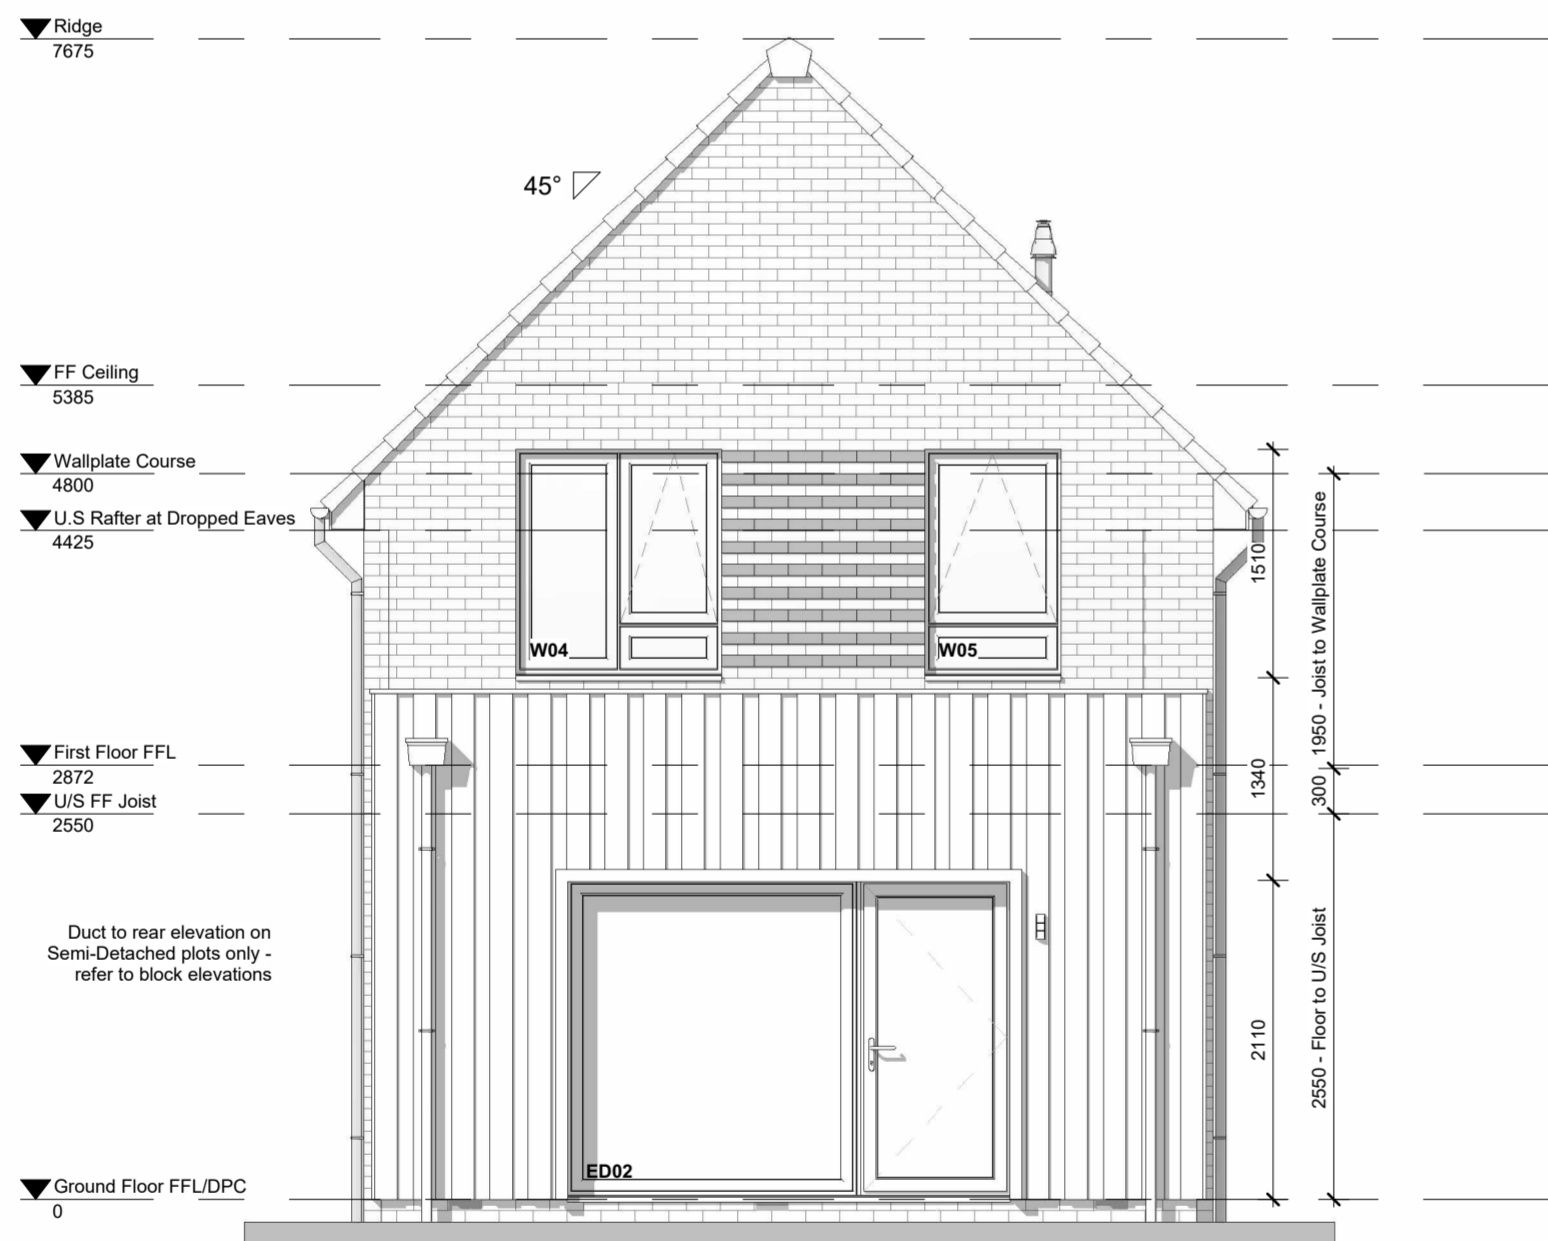 Ridge
7675
45°
FF Ceiling
5385
Wallplate Course
4800
U.S Rafter at Dropped Eaves
4425
First Floor FFL
2872
U/S FF Joist
2550
Duct to rear elevation on
Semi-Detached plots only -
refer to block elevations
Ground Floor FFL/DPC
0
W04
W05
ED02
1510
1340
2110
1950 - Joist to Wallplate Course
300
2550 - Floor to U/S Joist